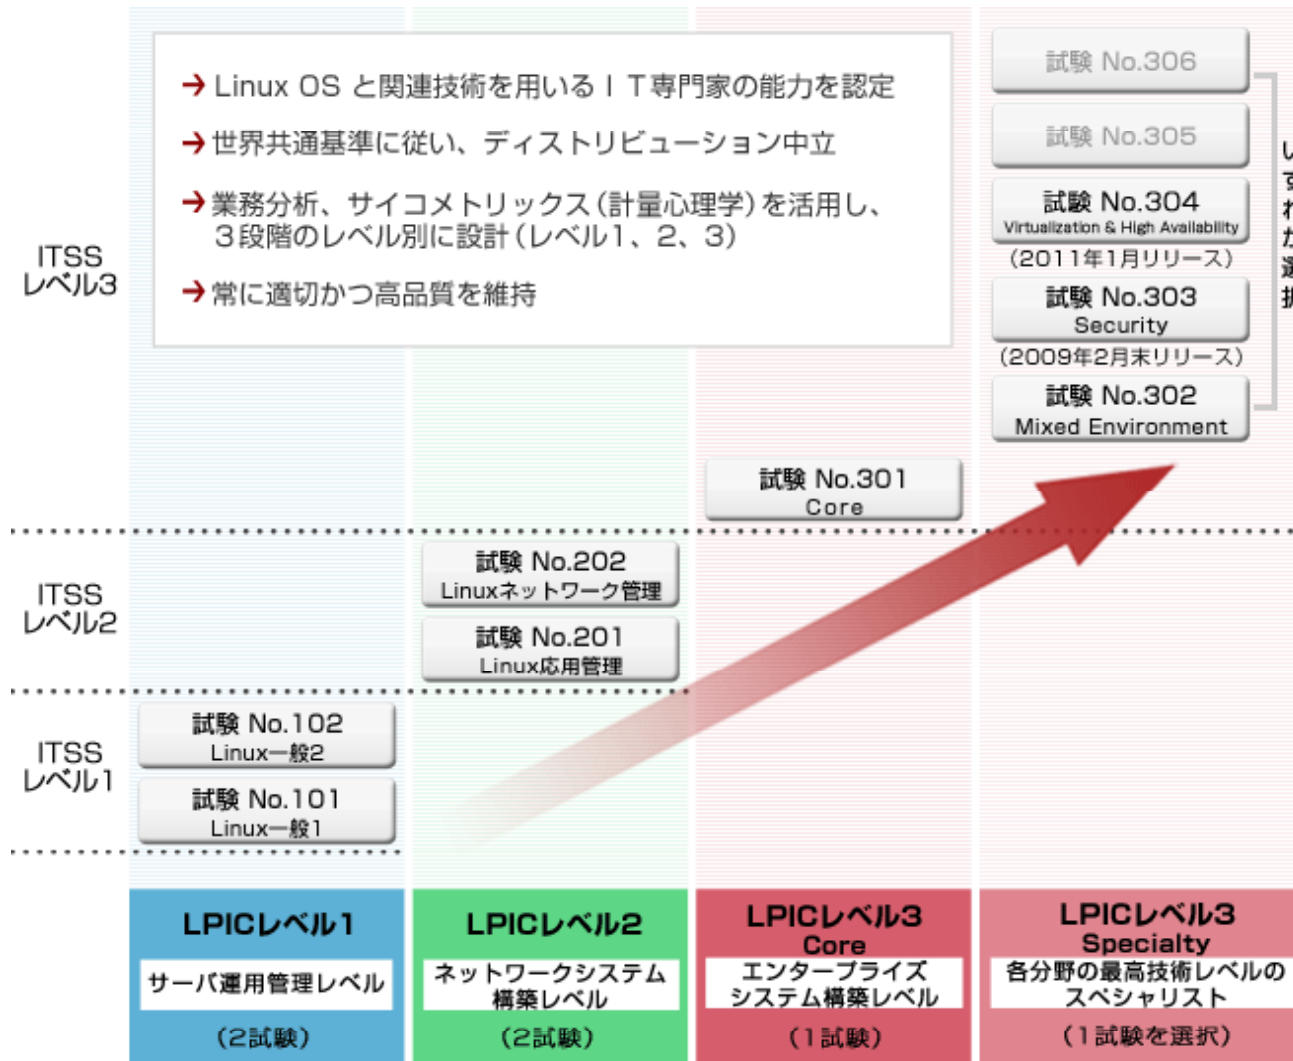 → Linux OS と関連技術を用いるＩＴ専門家の能力を認定
→ 世界共通基準に従い、ディストリビューション中立
→ 業務分析、サイコメトリックス（計量心理学）を活用し、
３段階のレベル別に設計（レベル1、2、3）
→ 常に適切かつ高品質を維持
試験 No.306
試験 No.305
試験 No.304
Virtualization & High Availability
（2011年1月リリース）
試験 No.303
Security
（2009年2月末リリース）
試験 No.302
Mixed Environment
ITSS
レベル3
試験 No.301
Core
ITSS
レベル2
試験 No.202
Linuxネットワーク管理
試験 No.201
Linux応用管理
ITSS
レベル1
試験 No.102
Linux一般2
試験 No.101
Linux一般1
LPICレベル1
サーバ運用管理レベル
（2試験）
LPICレベル2
ネットワークシステム
構築レベル
（2試験）
LPICレベル3
Core
エンタープライズ
システム構築レベル
（1試験）
LPICレベル3
Specialty
各分野の最高技術レベルの
スペシャリスト
（1試験を選択）